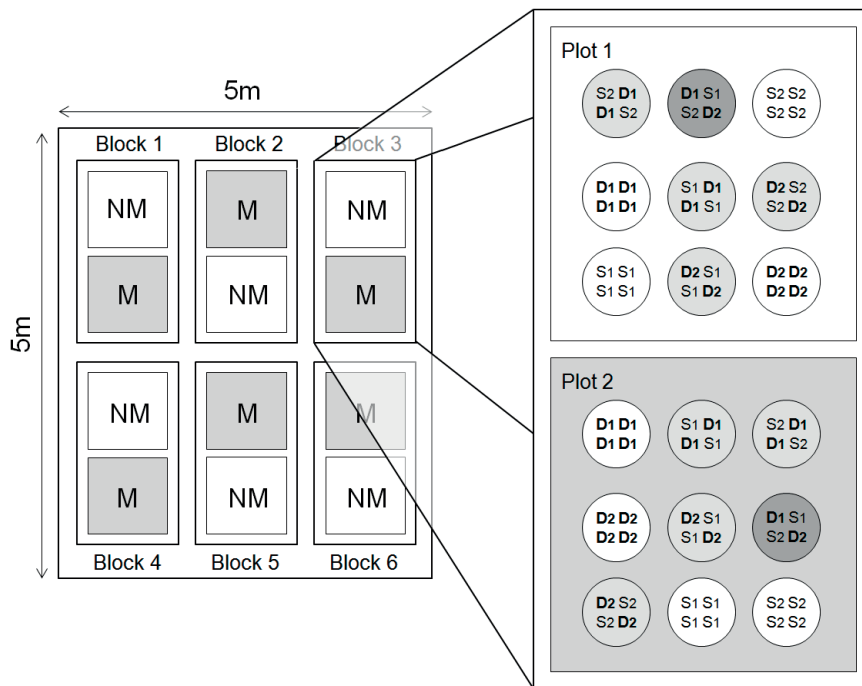 5m
5m
Block 1 Block 2 Block 3
NM M NM
M NM M
NM M M
M NM NM
Block 4 Block 5 Block 6
Plot 1
S2 D1 D1 S1 S2 S2
D1 S2 S2 D2 S2 S2
D1 D1 S1 D1 D2 S2
D1 D1 D1 S1 S2 D2
S1 S1 D2 S1 D2 D2
S1 S1 S1 D2 D2 D2
Plot 2
D1 D1 S1 D1 S2 D1
D1 D1 D1 S1 D1 S2
D2 D2 D2 S1 D1 S1
D2 D2 S1 D2 S2 D2
D2 S2 S1 S1 S2 S2
S2 D2 S1 S1 S2 S2